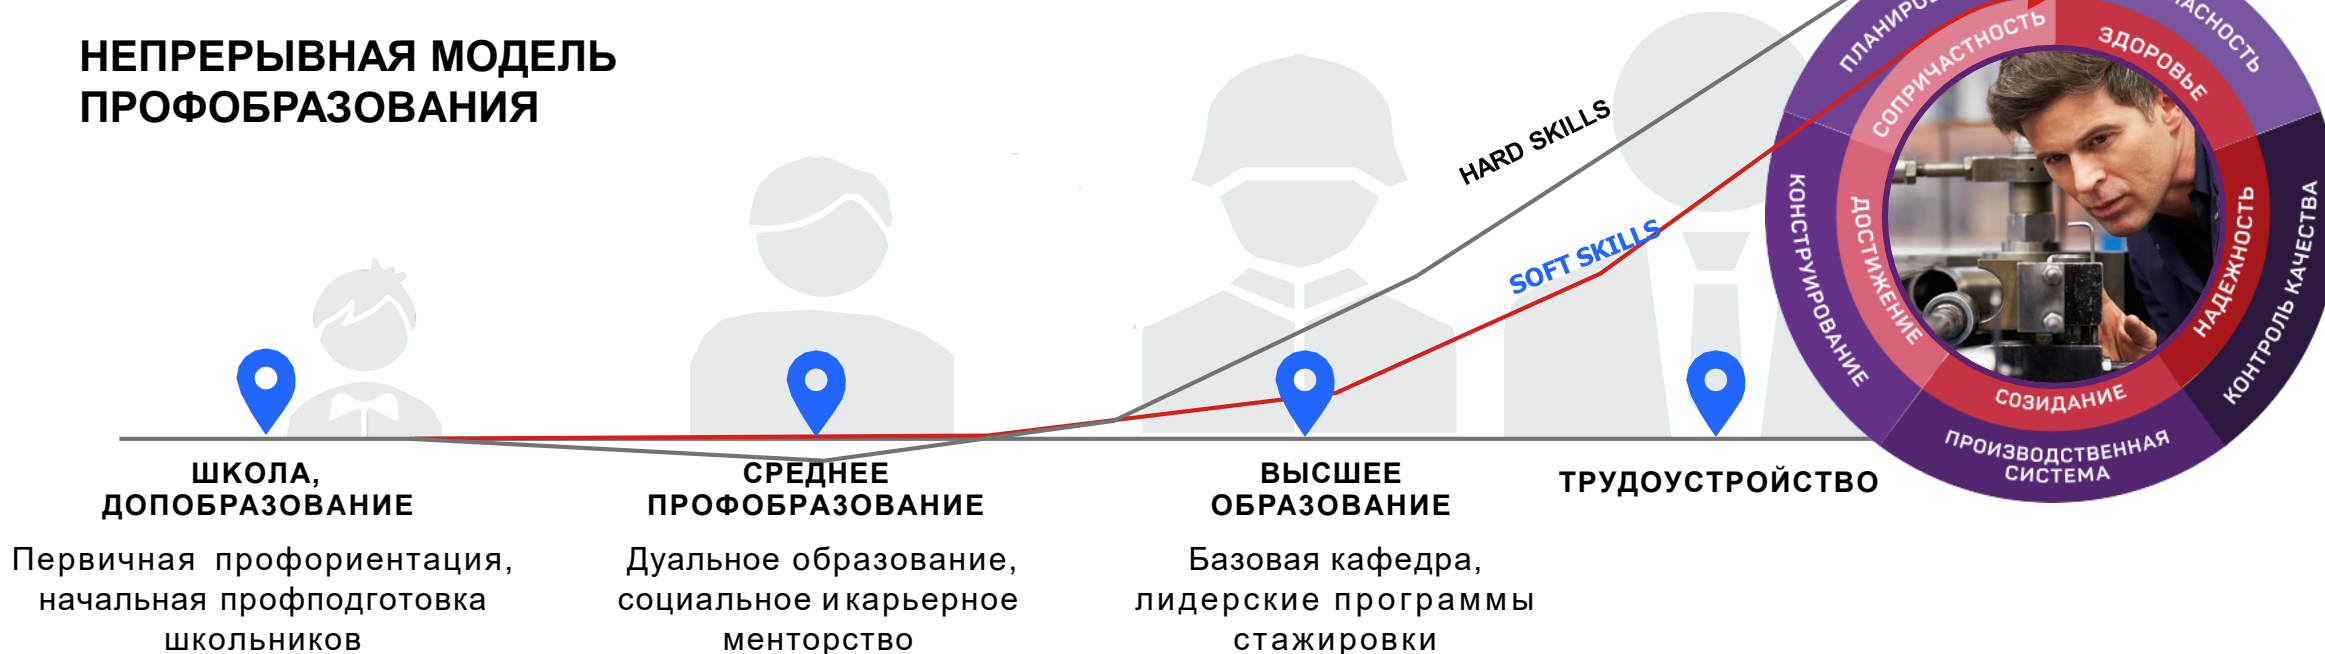 НЕПРЕРЫВНАЯ МОДЕЛЬ
ПРОФОБРАЗОВАНИЯ
HARD SKILLS
SOFT SKILLS
СОПРИЧАСТНОСТЬ
ЗДОРОВЬЕ
ДОСТИЖЕНИЕ
НАДЕЖНОСТЬ
СОЗИДАНИЕ
КОНСТРУИРОВАНИЕ
КОНТРОЛЬ КАЧЕСТВА
ПРОИЗВОДСТВЕННАЯ
СИСТЕМА
ШКОЛА,
ДОПОБРАЗОВАНИЕ
Первичная профориентация,
начальная профподготовка
школьников
СРЕДНЕЕ
ПРОФОБРАЗОВАНИЕ
Дуальное образование,
социальное и карьерное
менторство
ВЫСШЕЕ
ОБРАЗОВАНИЕ
Базовая кафедра,
лидерские программы
стажировки
ТРУДОУСТРОЙСТВО